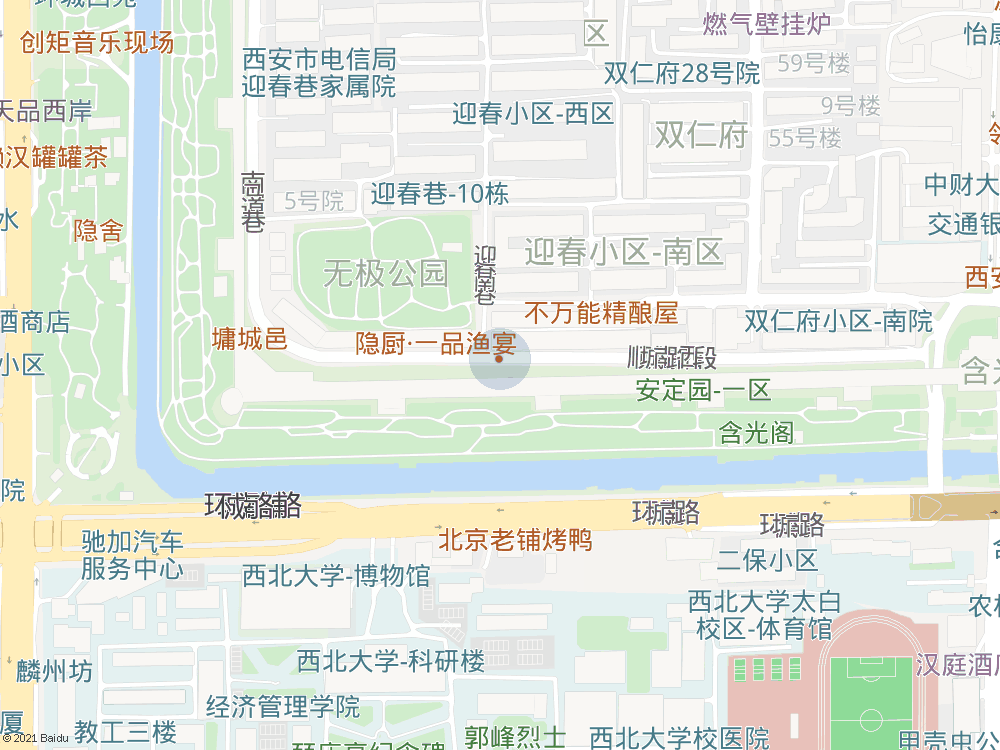 环城西苑
燃气壁挂炉
创矩音乐现场
怡康
西安市电信局
迎春巷家属院
59号楼
双仁府28号院
天品西岸
迎春小区-西区
9号楼
双仁府
55号楼
汉罐罐茶
南马道巷
5号院
迎春巷-10栋
中财大
水
隐舍
交通银
迎春南巷
迎春小区-南区
无极公园
西安
酒商店
不万能精酿屋
双仁府小区-南院
墉城邑
隐厨·一品渔宴
小区
含光
安定园-一区
含光阁
院
北京老铺烤鸭
驰加汽车
服务中心
二保小区
西北大学-博物馆
西北大学太白
校区-体育馆
农林
西北大学-科研楼
汉庭酒店
麟州坊
经济管理学院
厦
教工三楼
郭峰烈士
西北大学校医院
© 2021 Baidu